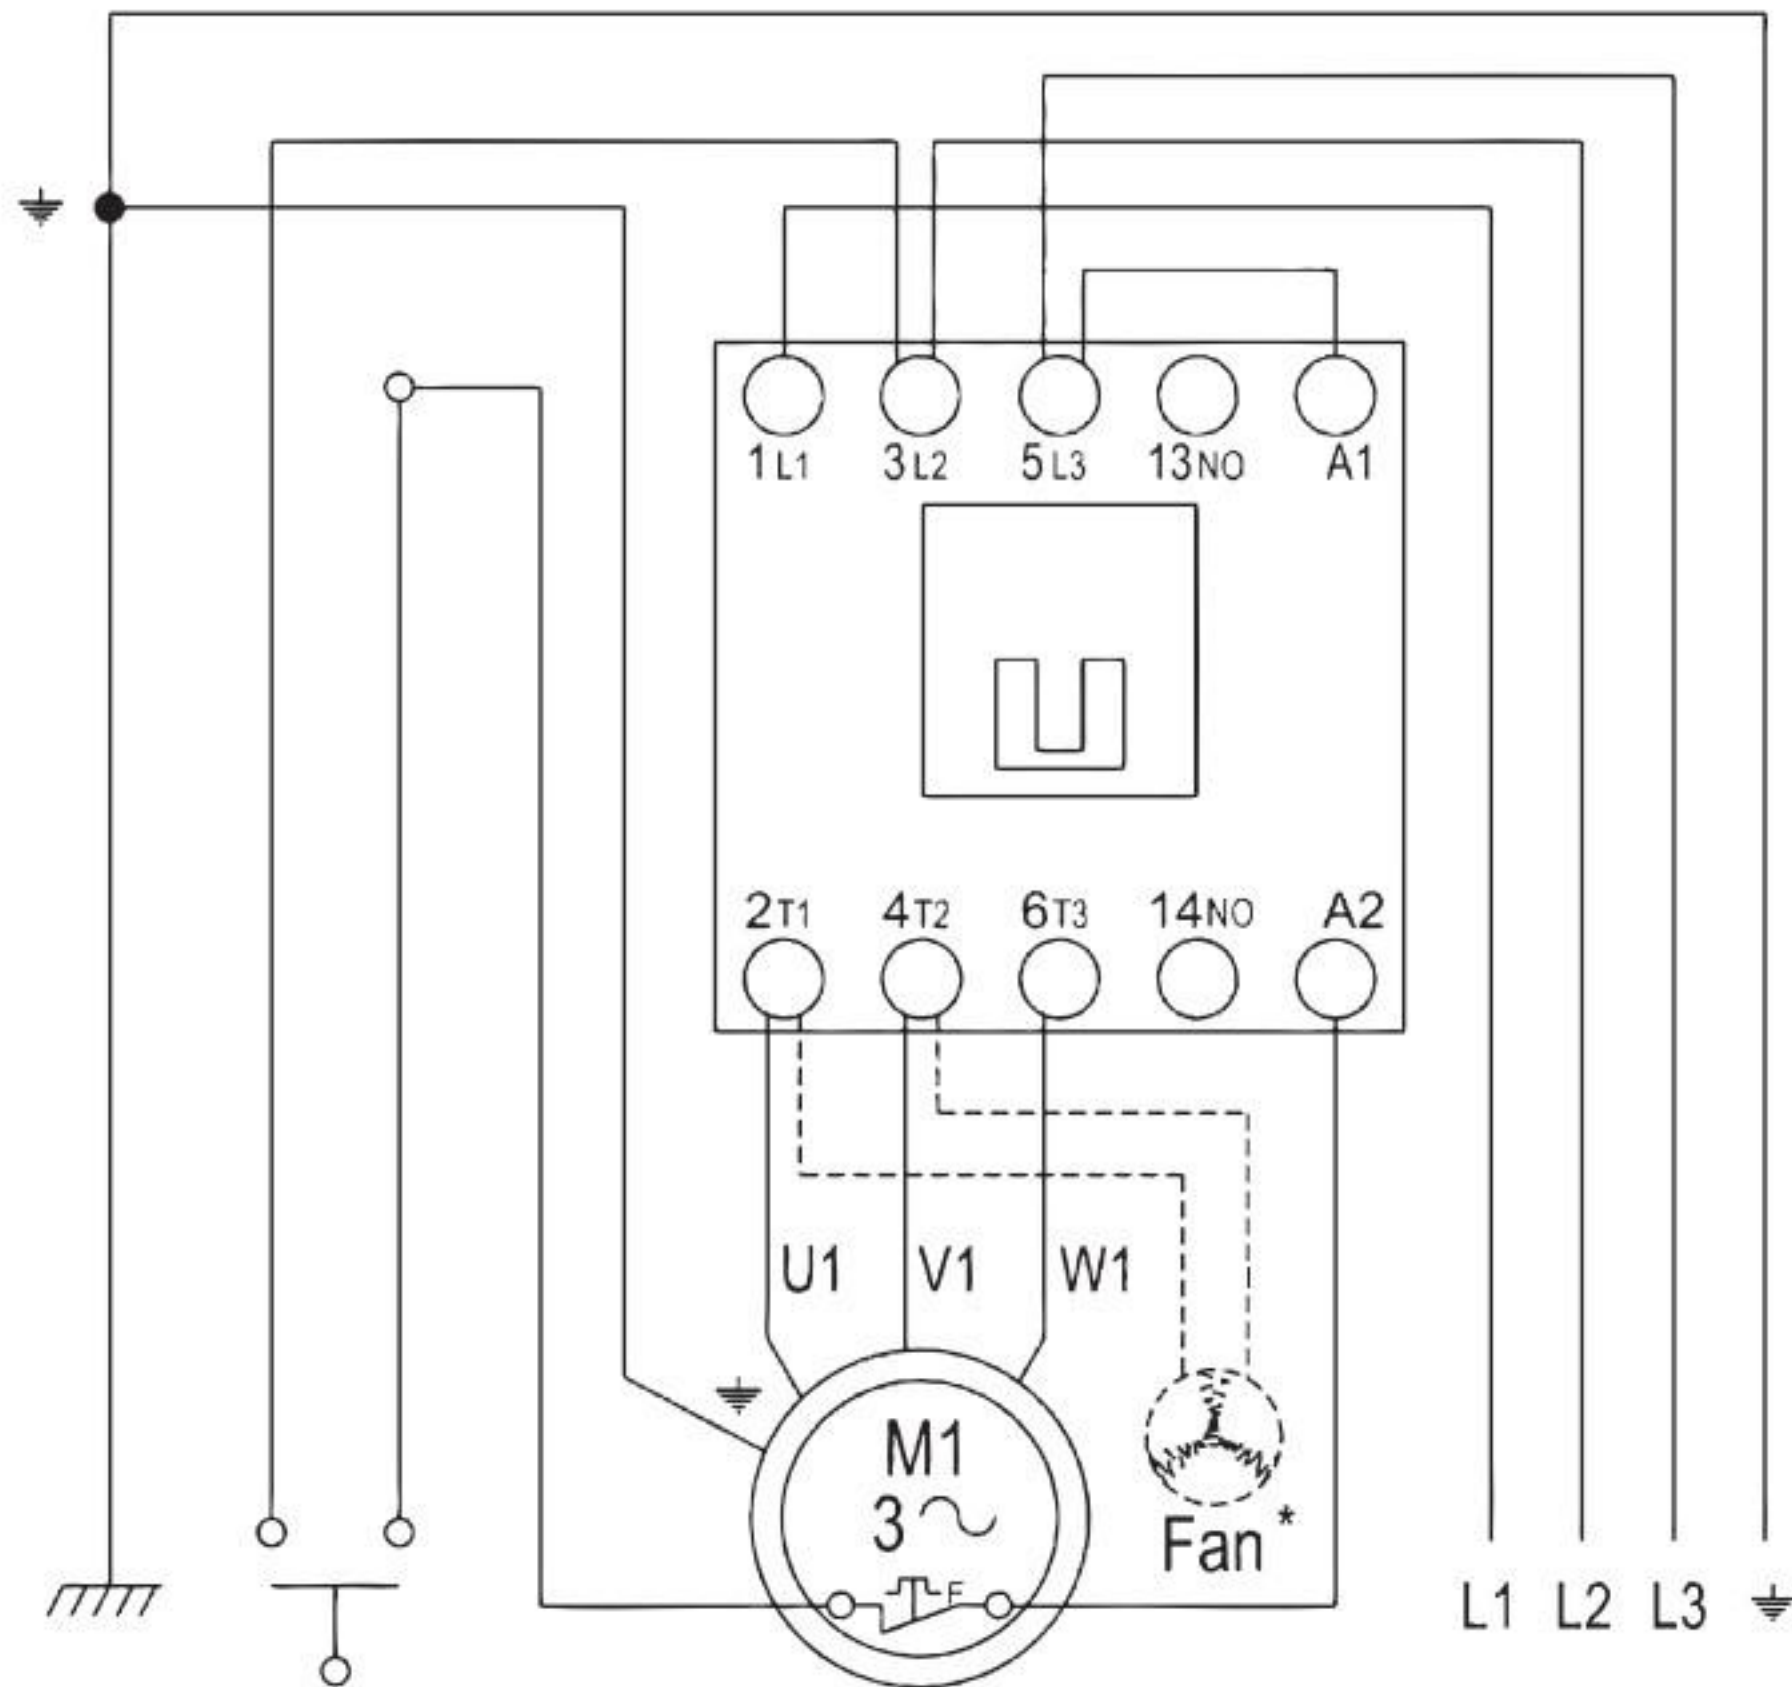 1L1 3L2 5L3 13NO A1
2T1 4T2 6T3 14NO A2
U1 V1 W1
M1
3~
F
Fan*
L1 L2 L3